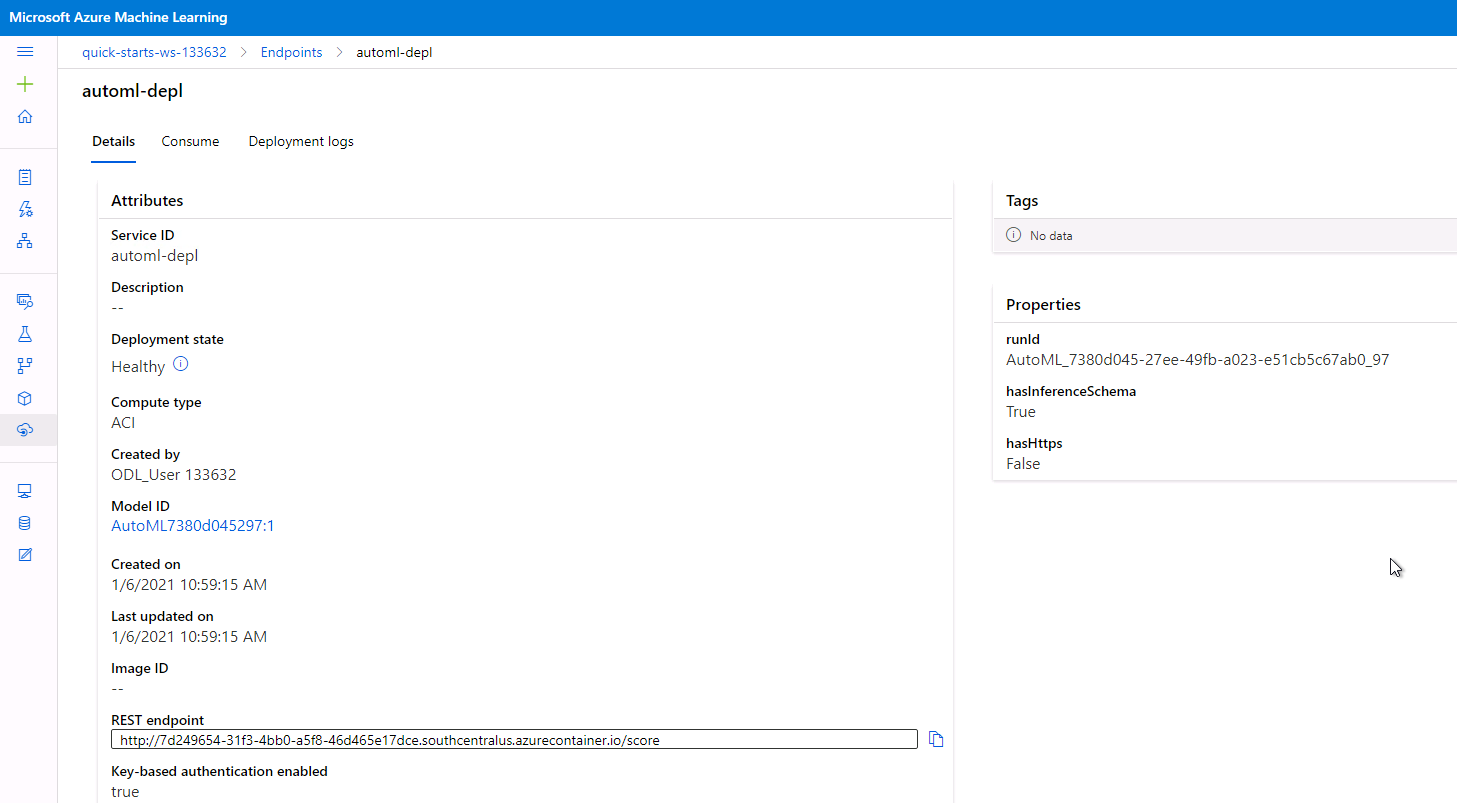 Microsoft Azure Machine Learning
quick-starts-ws-133632 > Endpoints > automl-depl
automl-depl
Details Consume Deployment logs
Attributes
Service ID
automl-depl
Description
--
Deployment state
Healthy
Compute type
ACI
Created by
ODL_User 133632
Model ID
AutoML7380d045297:1
Created on
1/6/2021 10:59:15 AM
Last updated on
1/6/2021 10:59:15 AM
Image ID
--
REST endpoint
http://7d249654-31f3-4bb0-a5f8-46d465e17dce.southcentralus.azurecontainer.io/score
Key-based authentication enabled
true
Tags
No data
Properties
runId
AutoML_7380d045-27ee-49fb-a023-e51cb5c67ab0_97
hasInferenceSchema
True
hasHttps
False